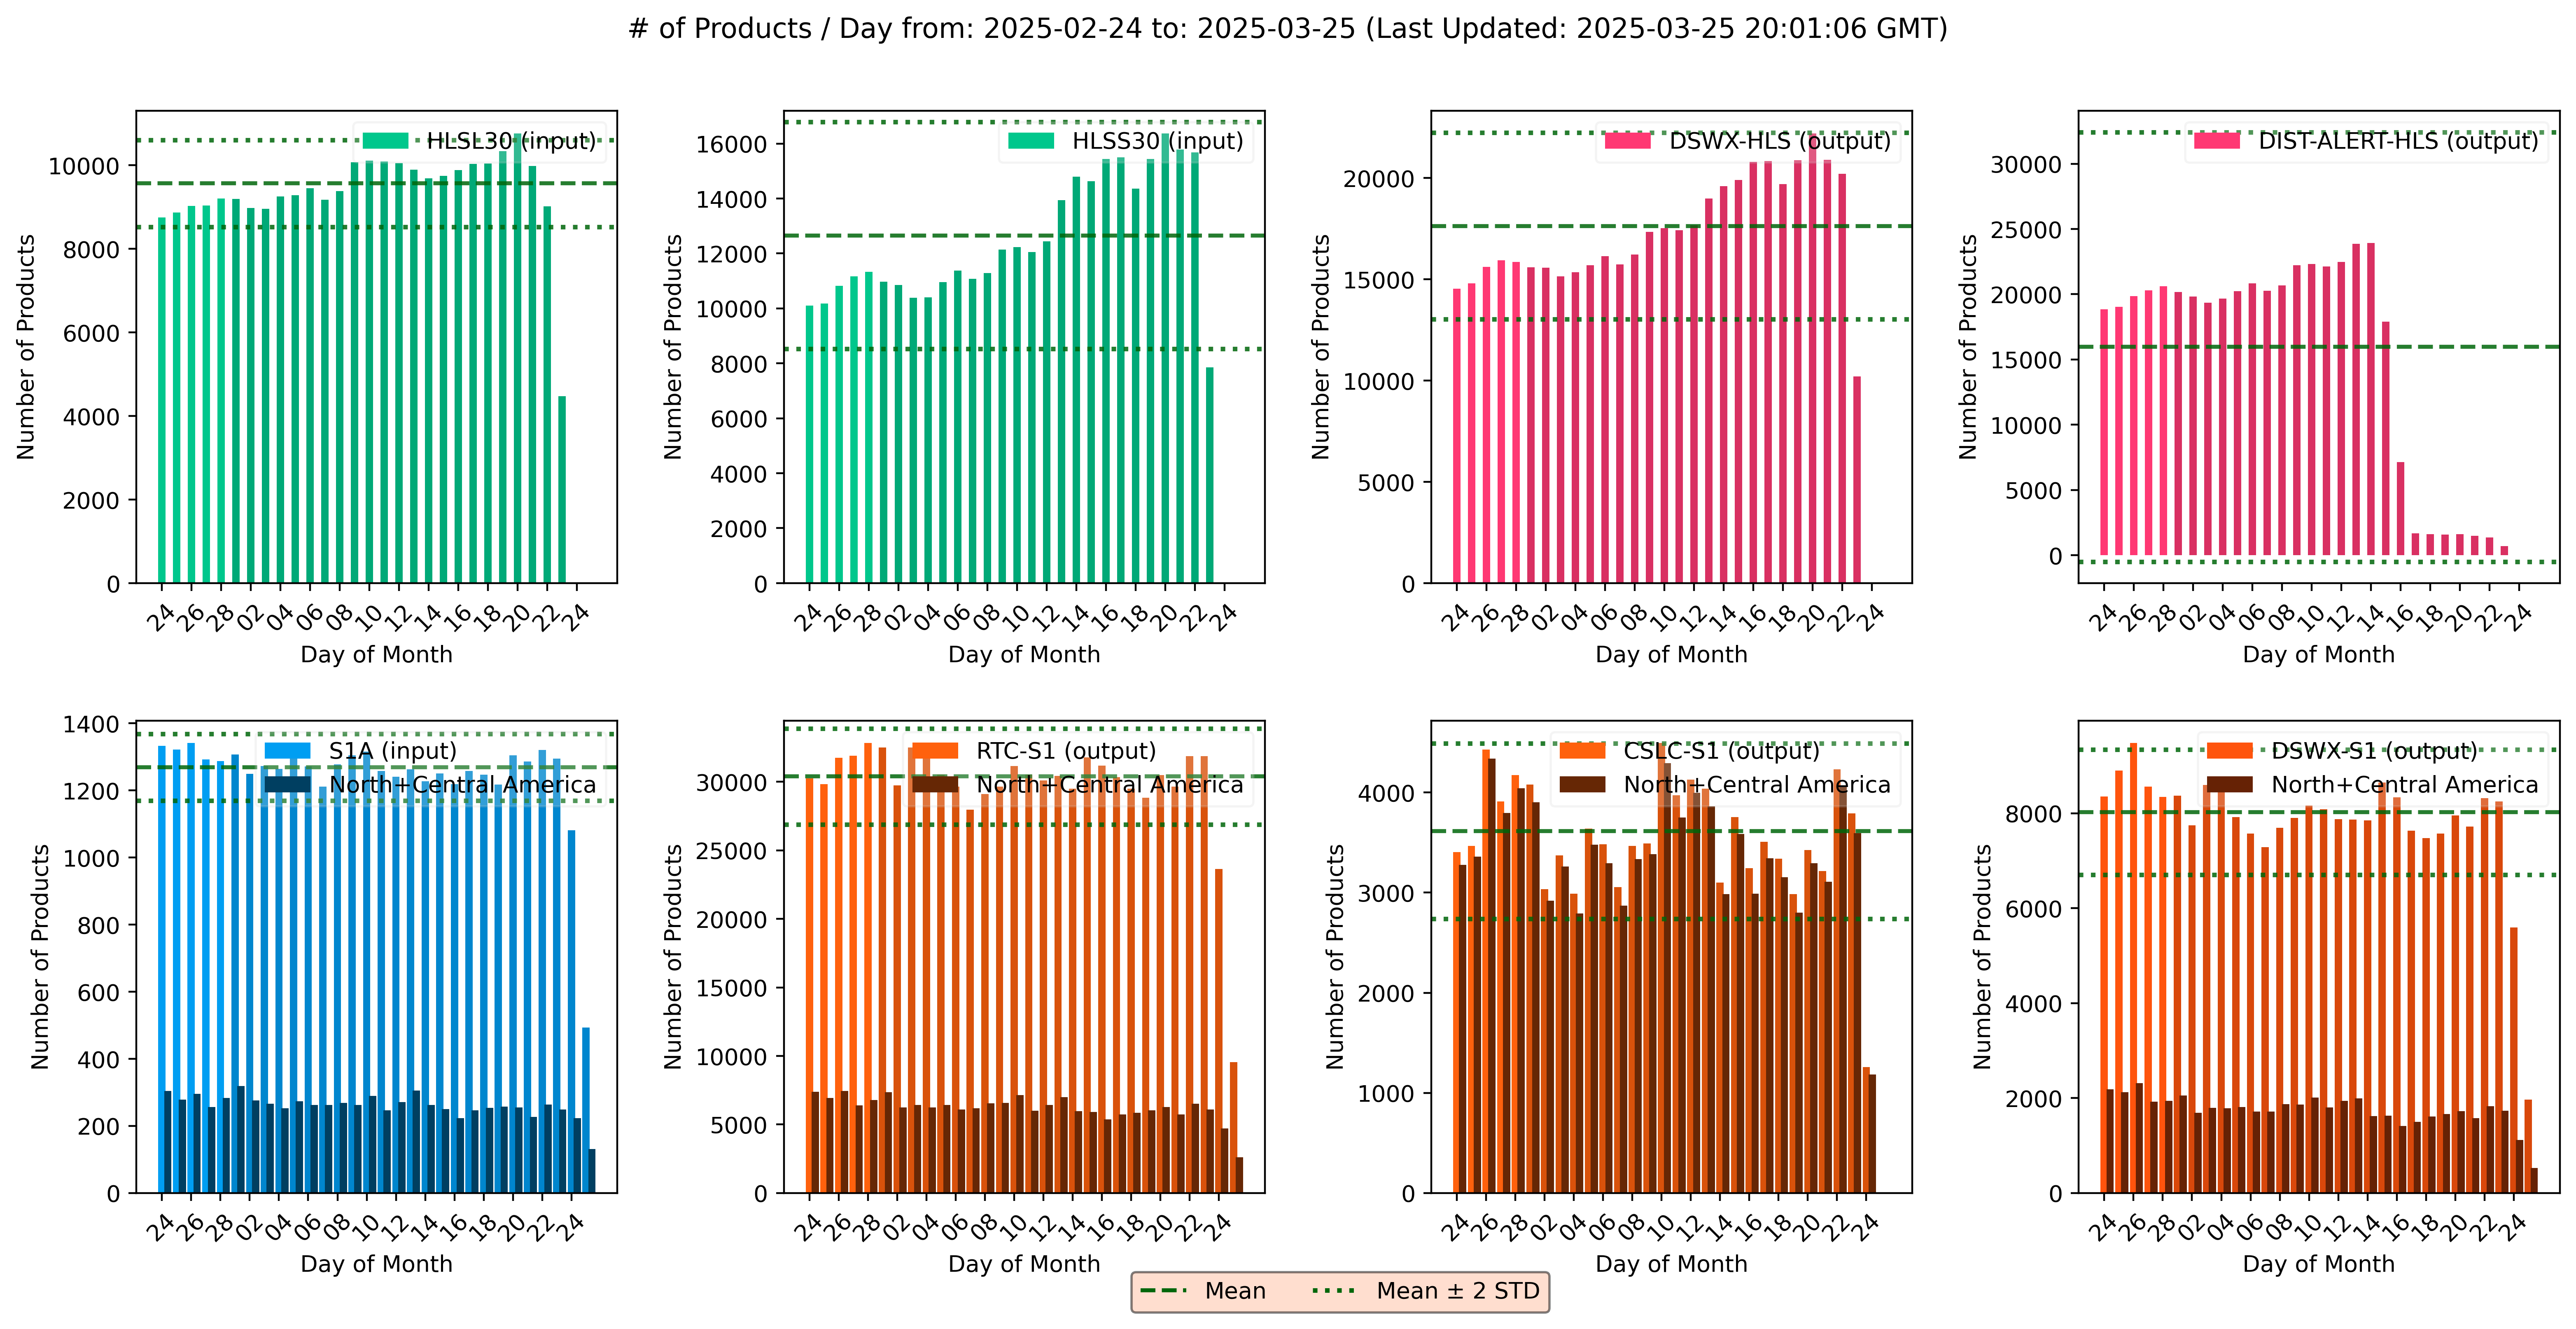 # of Products / Day from: 2025-02-24 to: 2025-03-25 (Last Updated: 2025-03-25 20:01:06 GMT)
HLSL30 (input)
Number of Products
10000
8000
6000
4000
2000
0
24 26 28 02 04 06 08 10 12 14 16 18 20 22 24
Day of Month
HLSS30 (input)
Number of Products
16000
14000
12000
10000
8000
6000
4000
2000
0
24 26 28 02 04 06 08 10 12 14 16 18 20 22 24
Day of Month
DSWX-HLS (output)
Number of Products
20000
15000
10000
5000
0
24 26 28 02 04 06 08 10 12 14 16 18 20 22 24
Day of Month
DIST-ALERT-HLS (output)
Number of Products
30000
25000
20000
15000
10000
5000
0
24 26 28 02 04 06 08 10 12 14 16 18 20 22 24
Day of Month
S1A (input)
North+Central America
Number of Products
1400
1200
1000
800
600
400
200
0
24 26 28 02 04 06 08 10 12 14 16 18 20 22 24
Day of Month
RTC-S1 (output)
North+Central America
Number of Products
30000
25000
20000
15000
10000
5000
0
24 26 28 02 04 06 08 10 12 14 16 18 20 22 24
Day of Month
CSLC-S1 (output)
North+Central America
Number of Products
4000
3000
2000
1000
0
24 26 28 02 04 06 08 10 12 14 16 18 20 22 24
Day of Month
DSWX-S1 (output)
North+Central America
Number of Products
8000
6000
4000
2000
0
24 26 28 02 04 06 08 10 12 14 16 18 20 22 24
Day of Month
Mean
Mean ± 2 STD